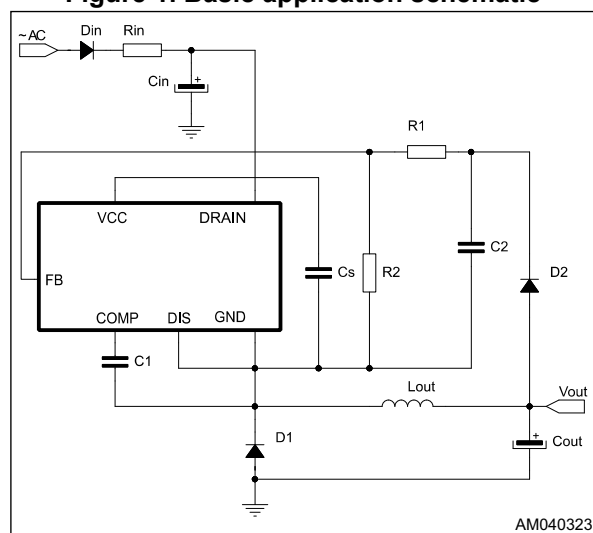 Figure 1. Basic application schematic
~AC
Din
Rin
Cin
+
R1
VCC
DRAIN
FB
Cs
R2
C2
D2
COMP
DIS
GND
C1
Lout
Vout
D1
+
Cout
AM040323